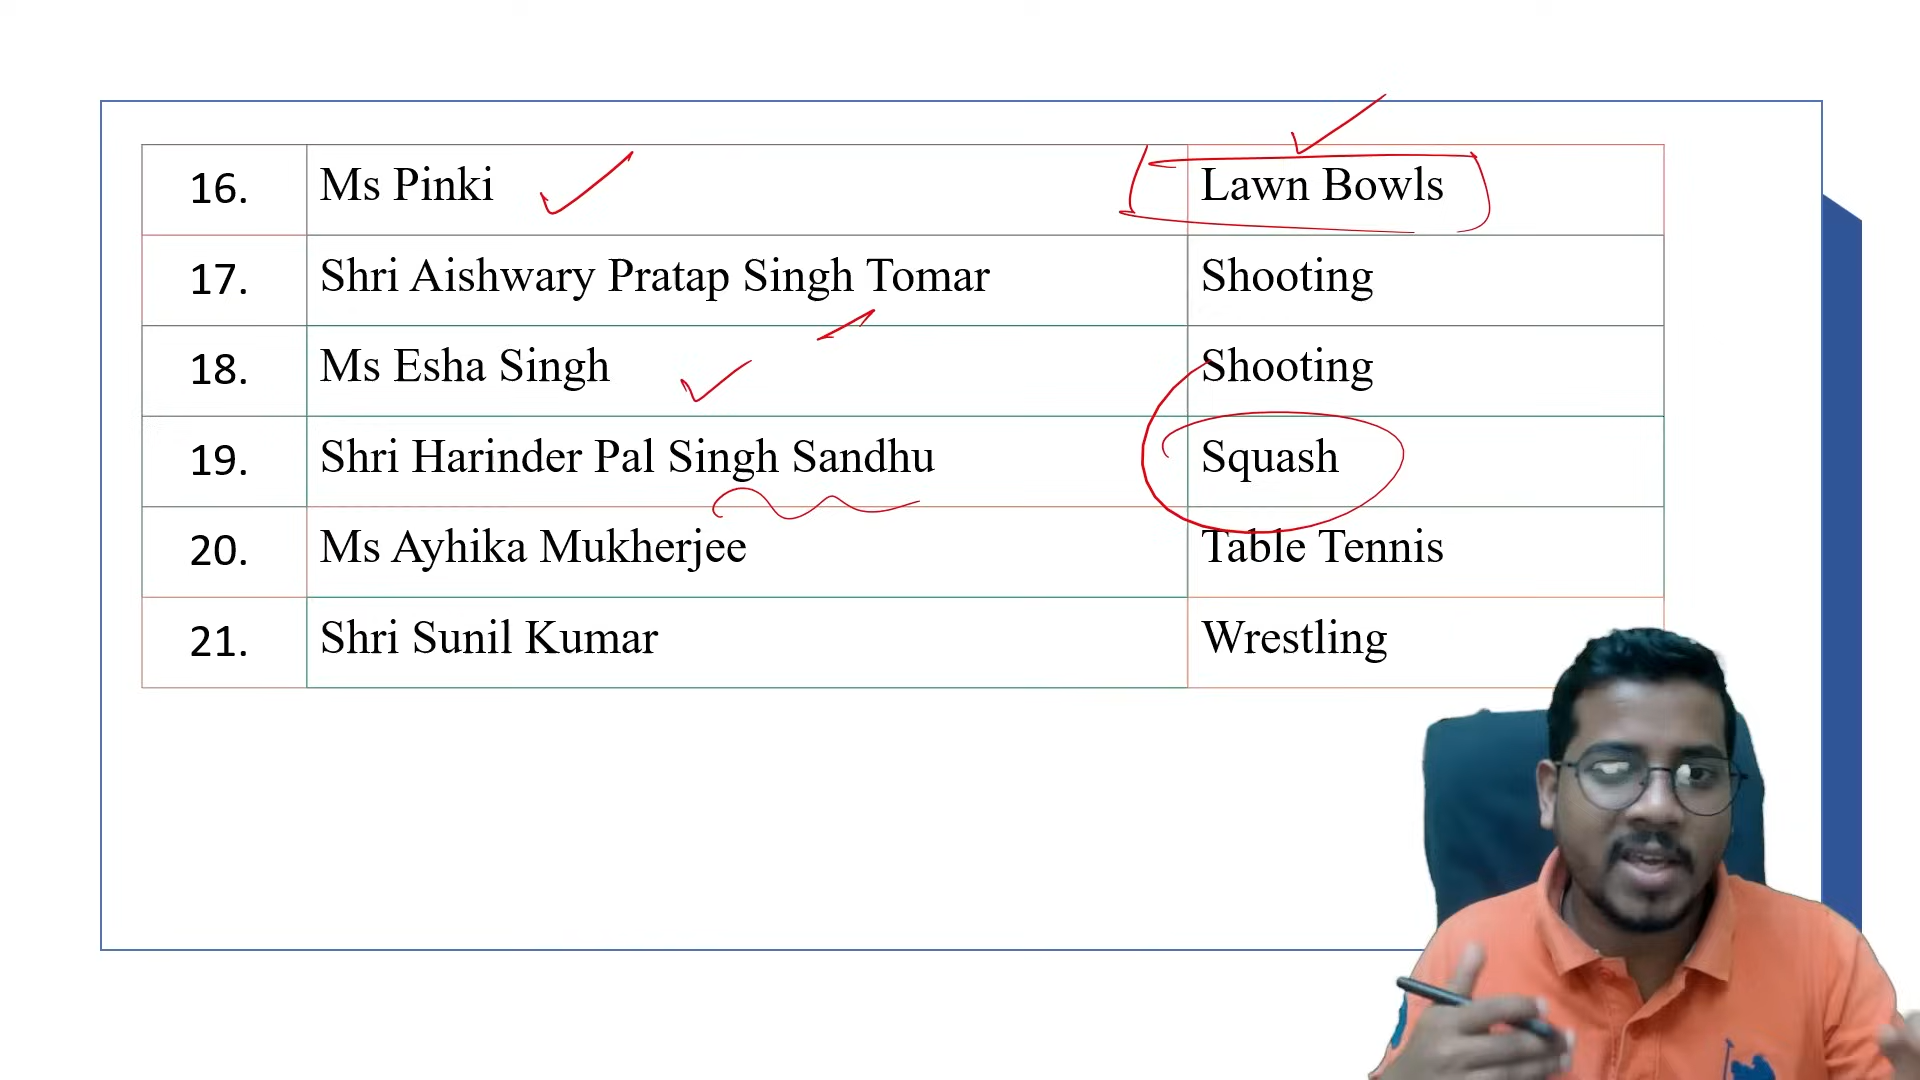 16. Ms Pinki Lawn Bowls
17. Shri Aishwary Pratap Singh Tomar Shooting
18. Ms Esha Singh Shooting
19. Shri Harinder Pal Singh Sandhu Squash
20. Ms Ayhika Mukherjee Table Tennis
21. Shri Sunil Kumar Wrestling